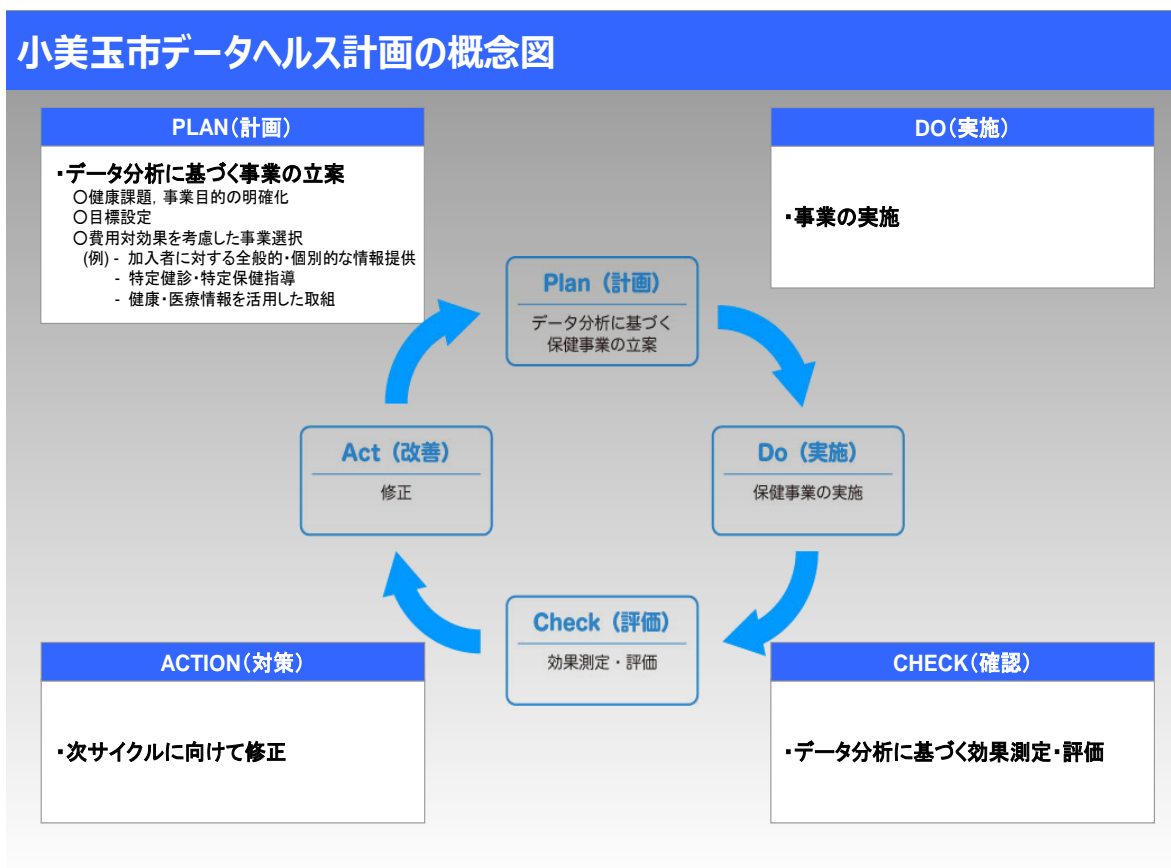 小美玉市データヘルス計画の概念図
PLAN(計画)
・データ分析に基づく事業の立案
○健康課題，事業目的の明確化
○目標設定
○費用対効果を考慮した事業選択
(例) - 加入者に対する全般的・個別的な情報提供
- 特定健診・特定保健指導
- 健康・医療情報を活用した取組
DO(実施)
・事業の実施
Plan（計画）
データ分析に基づく
保健事業の立案
Act（改善）
修正
Do（実施）
保健事業の実施
Check（評価）
効果測定・評価
ACTION(対策)
・次サイクルに向けて修正
CHECK(確認)
・データ分析に基づく効果測定・評価